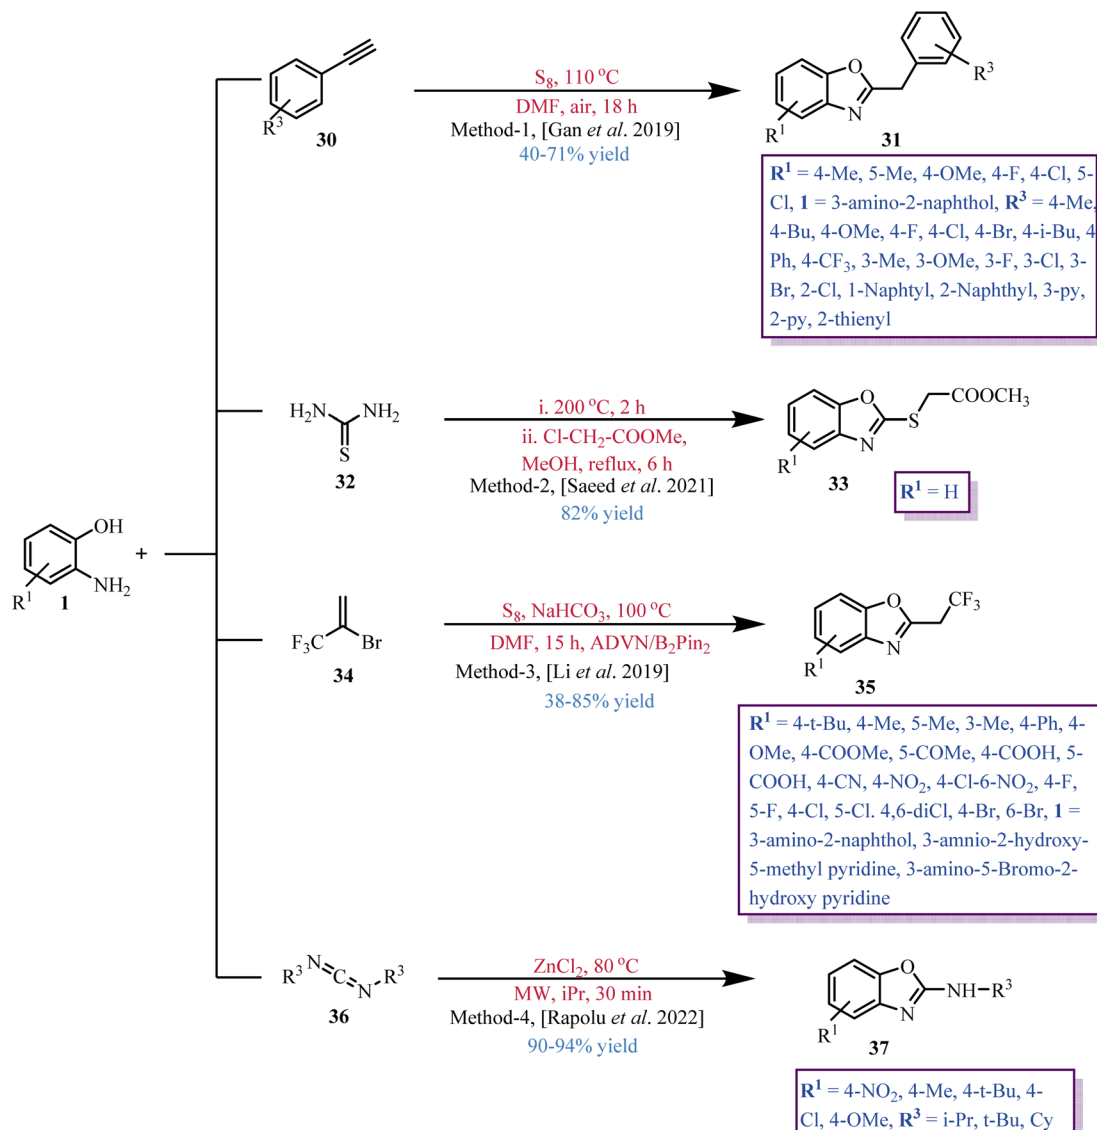 R³
30
S₈, 110 °C
DMF, air, 18 h
Method-1, [Gan et al. 2019]
40-71% yield
O
N
R¹
R³
31
R¹ = 4-Me, 5-Me, 4-OMe, 4-F, 4-Cl, 5-
Cl, 1 = 3-amino-2-naphthol, R³ = 4-Me,
4-Bu, 4-OMe, 4-F, 4-Cl, 4-Br, 4-i-Bu, 4
Ph, 4-CF₃, 3-Me, 3-OMe, 3-F, 3-Cl, 3-
Br, 2-Cl, 1-Naphtyl, 2-Naphthyl, 3-py,
2-py, 2-thienyl
H₂N NH₂
S
32
i. 200 °C, 2 h
ii. Cl-CH₂-COOMe,
MeOH, reflux, 6 h
Method-2, [Saeed et al. 2021]
82% yield
O
N
S
COOCH₃
R¹
33
R¹ = H
OH
NH₂
R¹
1
+
F₃C Br
34
S₈, NaHCO₃, 100 °C
DMF, 15 h, ADVN/B₂Pin₂
Method-3, [Li et al. 2019]
38-85% yield
O
N
CF₃
R¹
35
R¹ = 4-t-Bu, 4-Me, 5-Me, 3-Me, 4-Ph, 4-
OMe, 4-COOMe, 5-COMe, 4-COOH, 5-
COOH, 4-CN, 4-NO₂, 4-Cl-6-NO₂, 4-F,
5-F, 4-Cl, 5-Cl. 4,6-diCl, 4-Br, 6-Br, 1 =
3-amino-2-naphthol, 3-amnio-2-hydroxy-
5-methyl pyridine, 3-amino-5-Bromo-2-
hydroxy pyridine
R³ N C N R³
36
ZnCl₂, 80 °C
MW, iPr, 30 min
Method-4, [Rapolu et al. 2022]
90-94% yield
O
N
NH-R³
R¹
37
R¹ = 4-NO₂, 4-Me, 4-t-Bu, 4-
Cl, 4-OMe, R³ = i-Pr, t-Bu, Cy